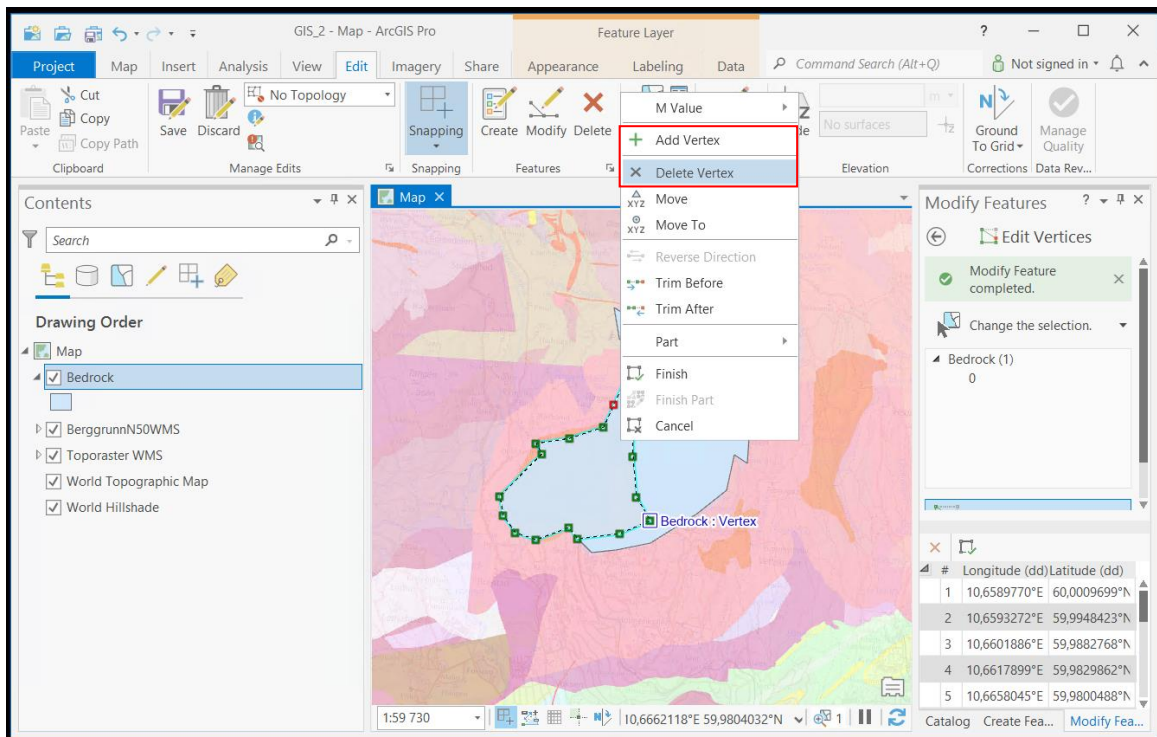 GIS_2 - Map - ArcGIS Pro
Feature Layer
?
Project Map Insert Analysis View Edit Imagery Share Appearance Labeling Data
Command Search (Alt+Q)
Not signed in
Paste
Cut
Copy
Copy Path
Clipboard
Save Discard
No Topology
Manage Edits
Snapping
Snapping
Create Modify Delete
Features
No surfaces
m
Elevation
Ground
To Grid
Corrections
Manage
Quality
Data Rev...
M Value
Add Vertex
Delete Vertex
Move
Move To
Reverse Direction
Trim Before
Trim After
Part
Finish
Finish Part
Cancel
Contents
Search
Drawing Order
Map
Bedrock
BerggrunnN50WMS
Toporaster WMS
World Topographic Map
World Hillshade
Map
Bedrock : Vertex
1:59 730
10,6662118°E 59,9804032°N
1
Modify Features
?
Edit Vertices
Modify Feature
completed.
Change the selection.
Bedrock (1)
0
# Longitude (dd) Latitude (dd)
1 10,6589770°E 60,0009699°N
2 10,6593272°E 59,9948423°N
3 10,6601886°E 59,9882768°N
4 10,6617899°E 59,9829862°N
5 10,6658045°E 59,9800488°N
Catalog Create Fea... Modify Fea...